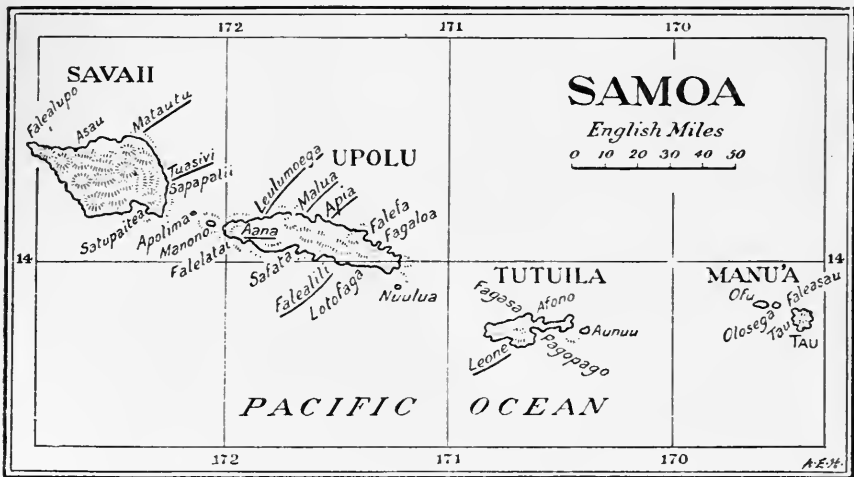 172
171
170
SAVAII
SAMOA
English Miles
0 10 20 30 40 50
Falealupo
Asau
Matautu
Tuasivi
Sapapalii
Satupaitea
Apolima
Manono
Falelatai
UPOLU
Leulumoega
Malua
Apia
Falefa
Fagaloa
Aana
Safata
Falealili
Lotofaga
Nuulua
14
14
TUTUILA
Fagasa
Afono
Aunuu
Pagopago
Leone
MANU'A
Ofu
Olosega
Faleasau
Tau
TAU
PACIFIC OCEAN
172
171
170
A.E.H.